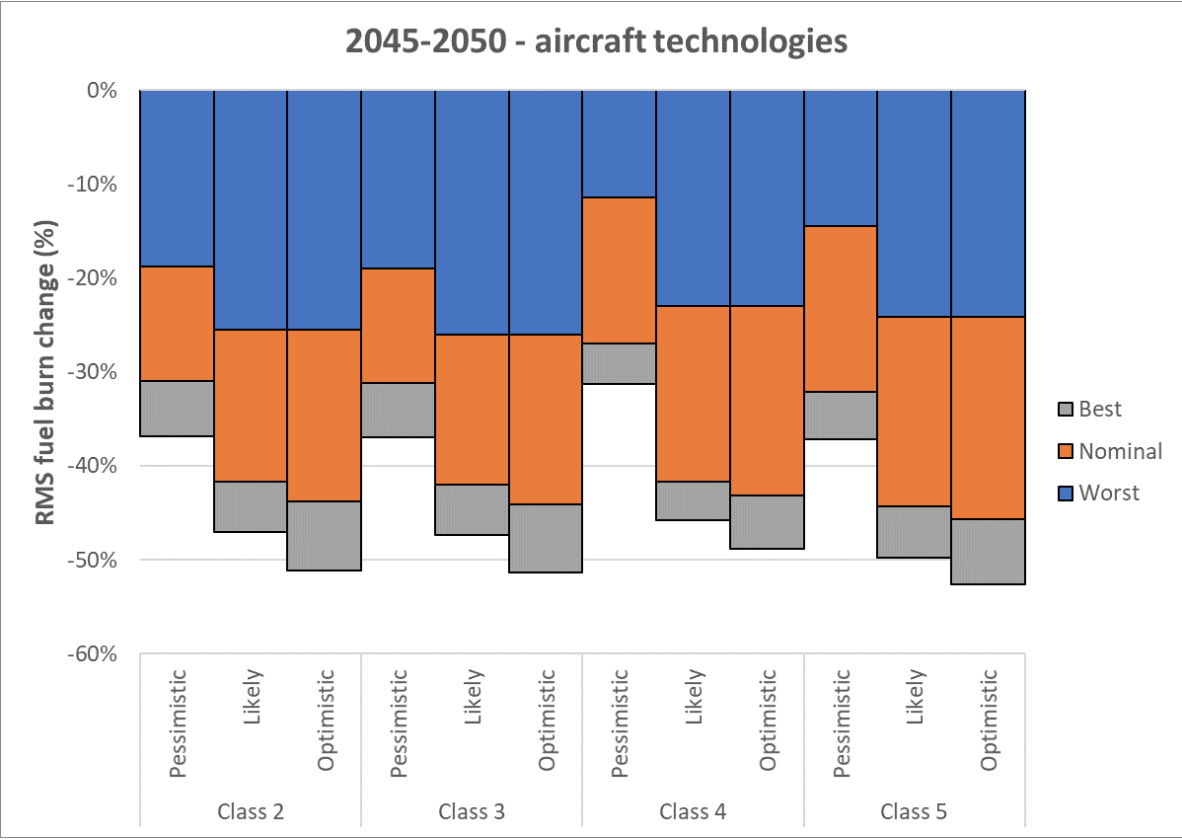 2045-2050 - aircraft technologies
RMS fuel burn change (%)
0%
-10%
-20%
-30%
-40%
-50%
-60%
Best
Nominal
Worst
Pessimistic
Likely
Optimistic
Pessimistic
Likely
Optimistic
Pessimistic
Likely
Optimistic
Pessimistic
Likely
Optimistic
Class 2
Class 3
Class 4
Class 5